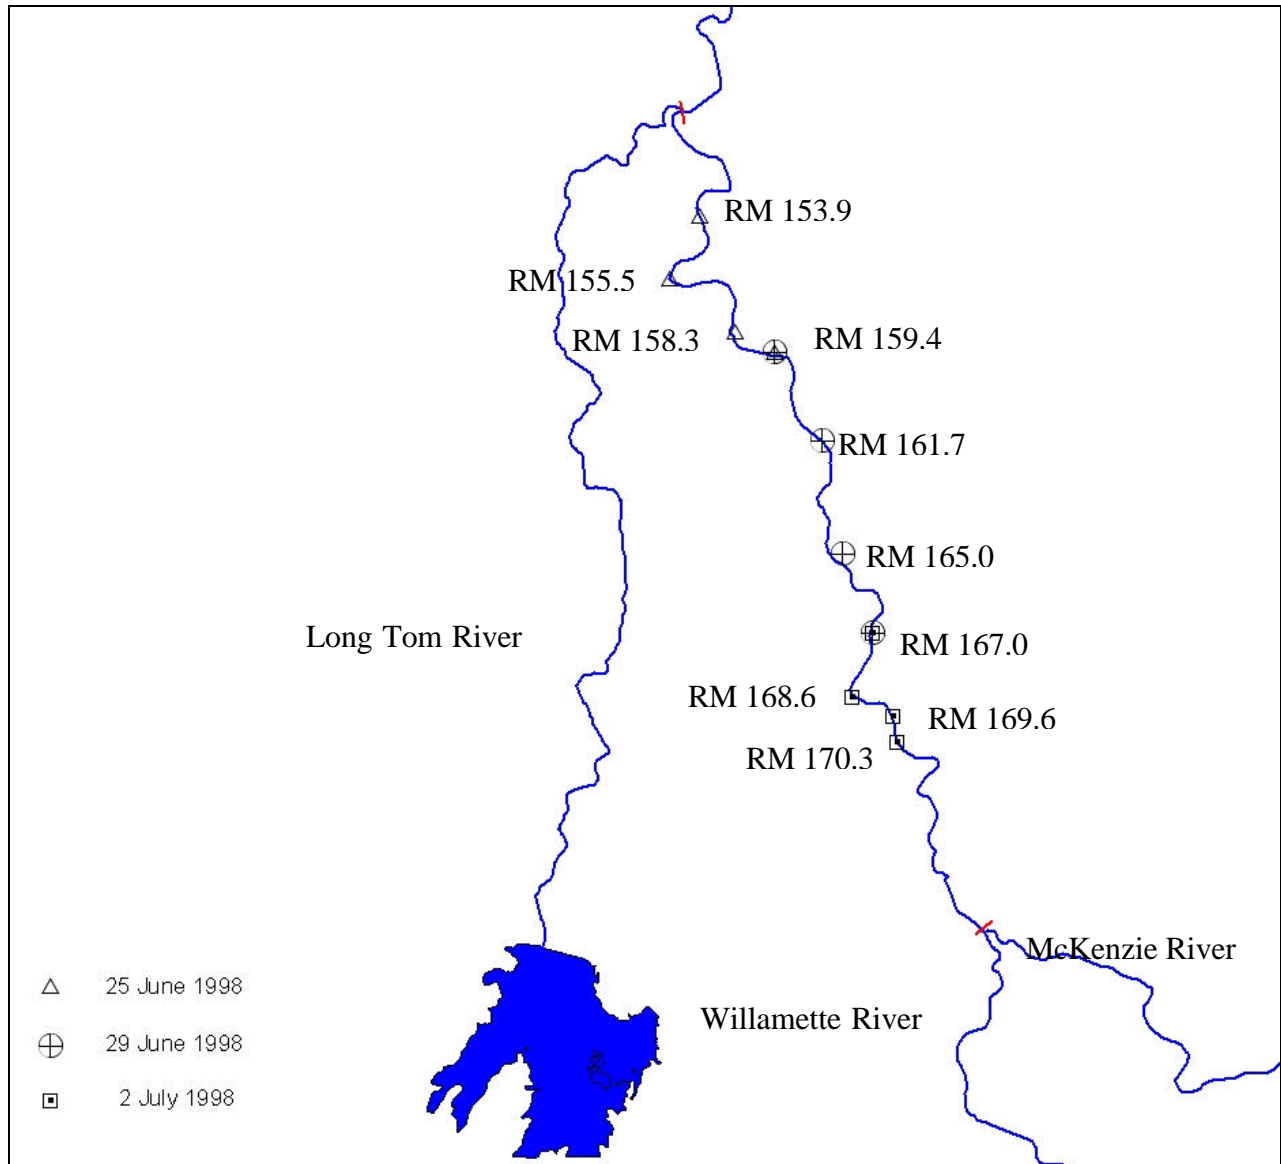 RM 153.9
RM 155.5
RM 158.3
RM 159.4
RM 161.7
RM 165.0
Long Tom River
RM 167.0
RM 168.6
RM 169.6
RM 170.3
McKenzie River
Willamette River
25 June 1998
29 June 1998
2 July 1998